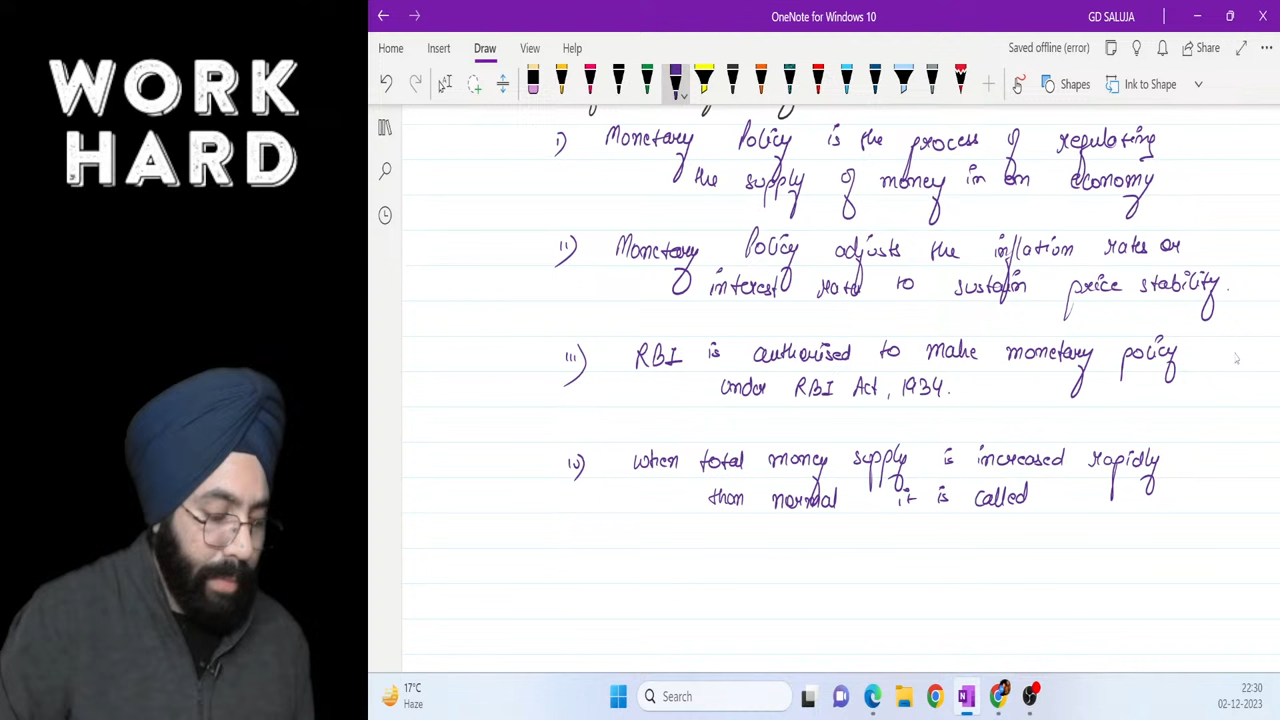 WORK
HARD
OneNote for Windows 10
GD SALUJA
Home Insert Draw View Help
Saved offline (error)
Share
Shapes
Ink to Shape
i) Monetary Policy is the process of regulating
the supply of money in an economy
ii) Monetary Policy adjusts the inflation rates or
interest rate to sustain price stability.
iii) RBI is authorised to make monetary policy
under RBI Act, 1934.
iv) When total money supply is increased rapidly
than normal it is called
17°C
Haze
Search
22:30
02-12-2023